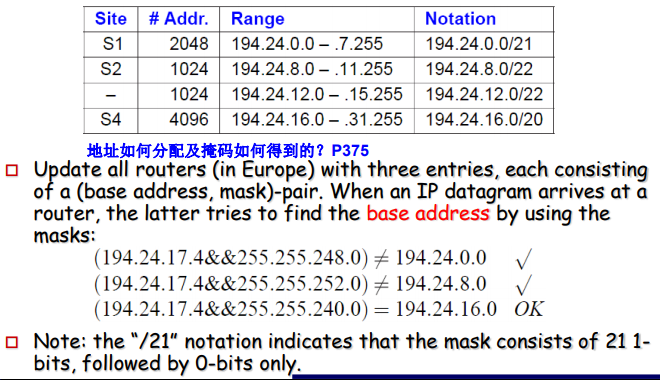 Site # Addr. Range Notation
S1 2048 194.24.0.0 – .7.255 194.24.0.0/21
S2 1024 194.24.8.0 – .11.255 194.24.8.0/22
– 1024 194.24.12.0 – .15.255 194.24.12.0/22
S4 4096 194.24.16.0 – .31.255 194.24.16.0/20
地址如何分配及掩码如何得到的？P375
Update all routers (in Europe) with three entries, each consisting
of a (base address, mask)-pair. When an IP datagram arrives at a
router, the latter tries to find the base address by using the
masks:
(194.24.17.4&&255.255.248.0) ≠ 194.24.0.0 √
(194.24.17.4&&255.255.252.0) ≠ 194.24.8.0 √
(194.24.17.4&&255.255.240.0) = 194.24.16.0 OK
Note: the “/21” notation indicates that the mask consists of 21 1-
bits, followed by 0-bits only.